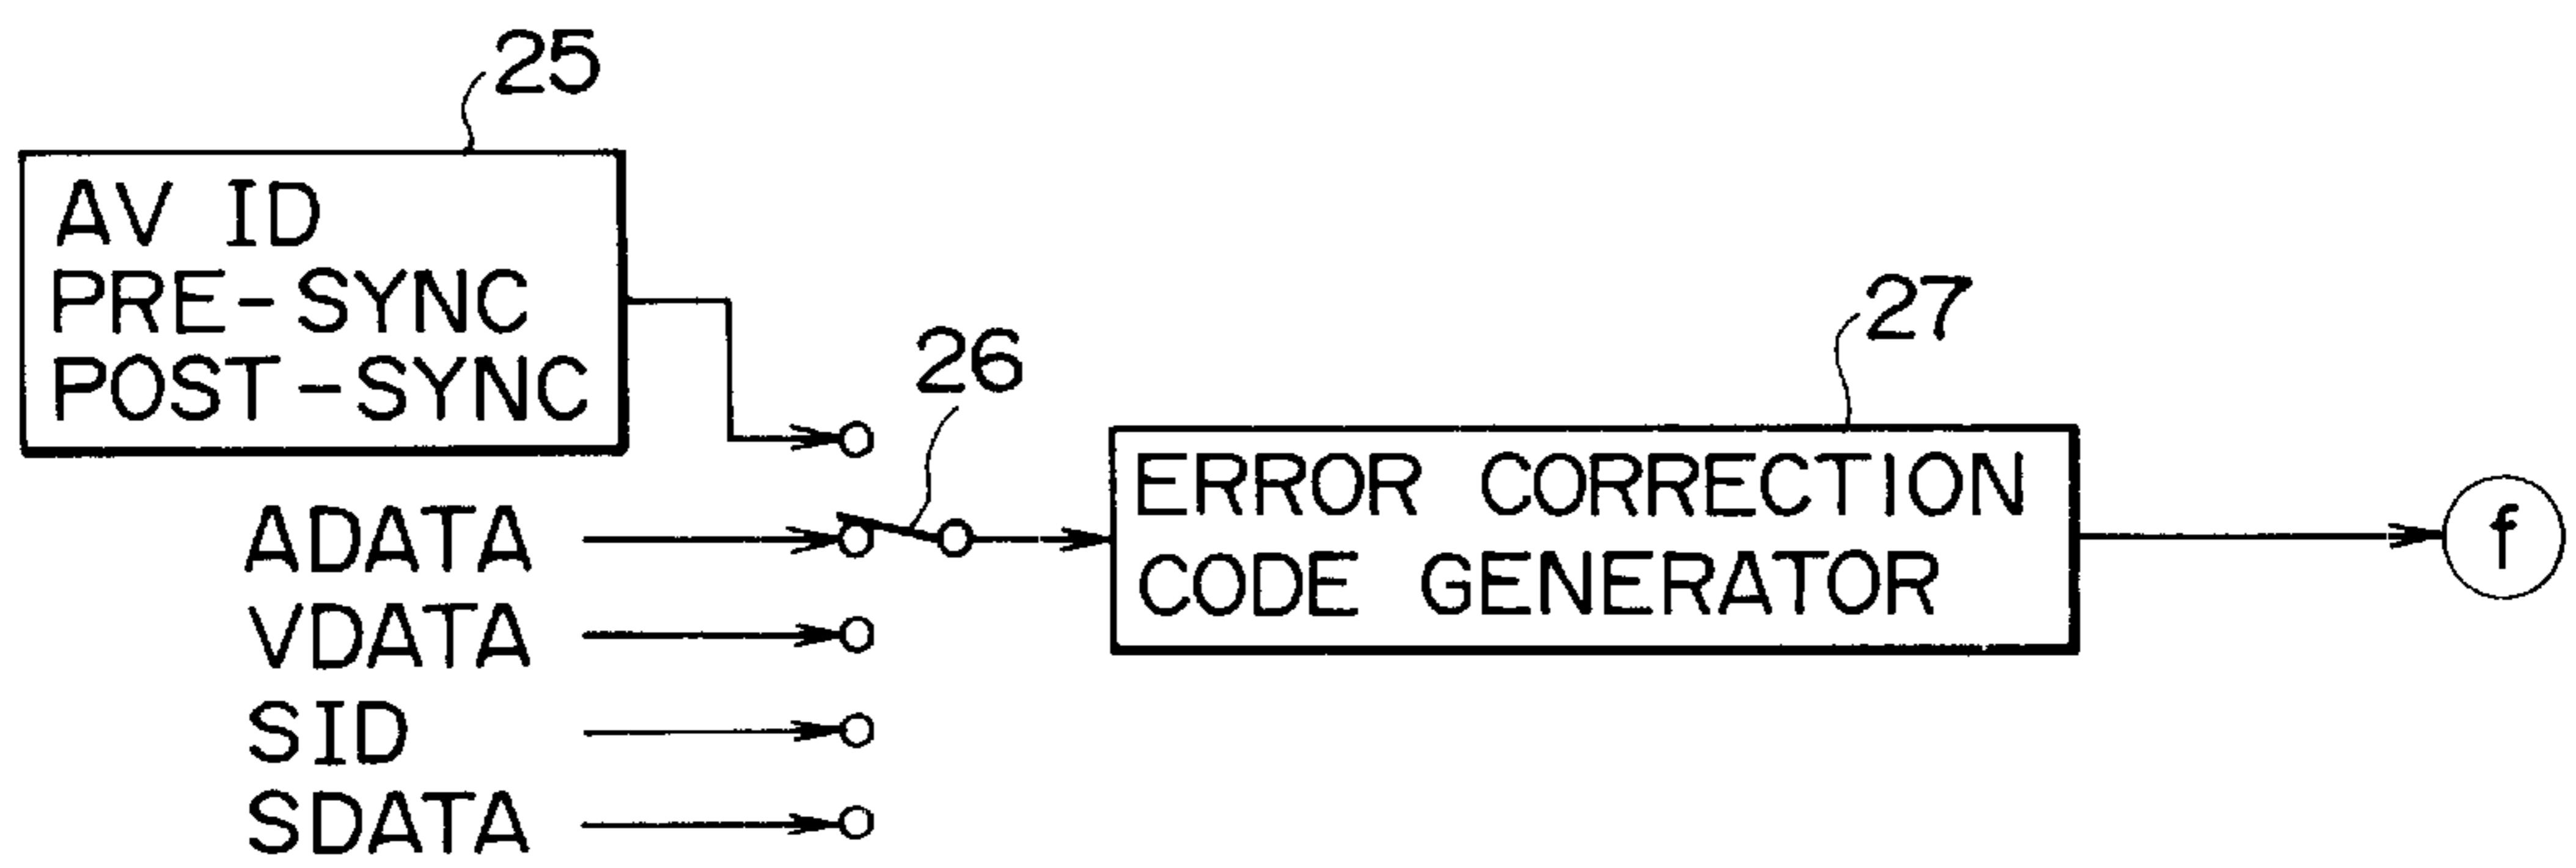 25
AV ID
PRE-SYNC
POST-SYNC
26
27
ADATA
VDATA
SID
SDATA
ERROR CORRECTION
CODE GENERATOR
f